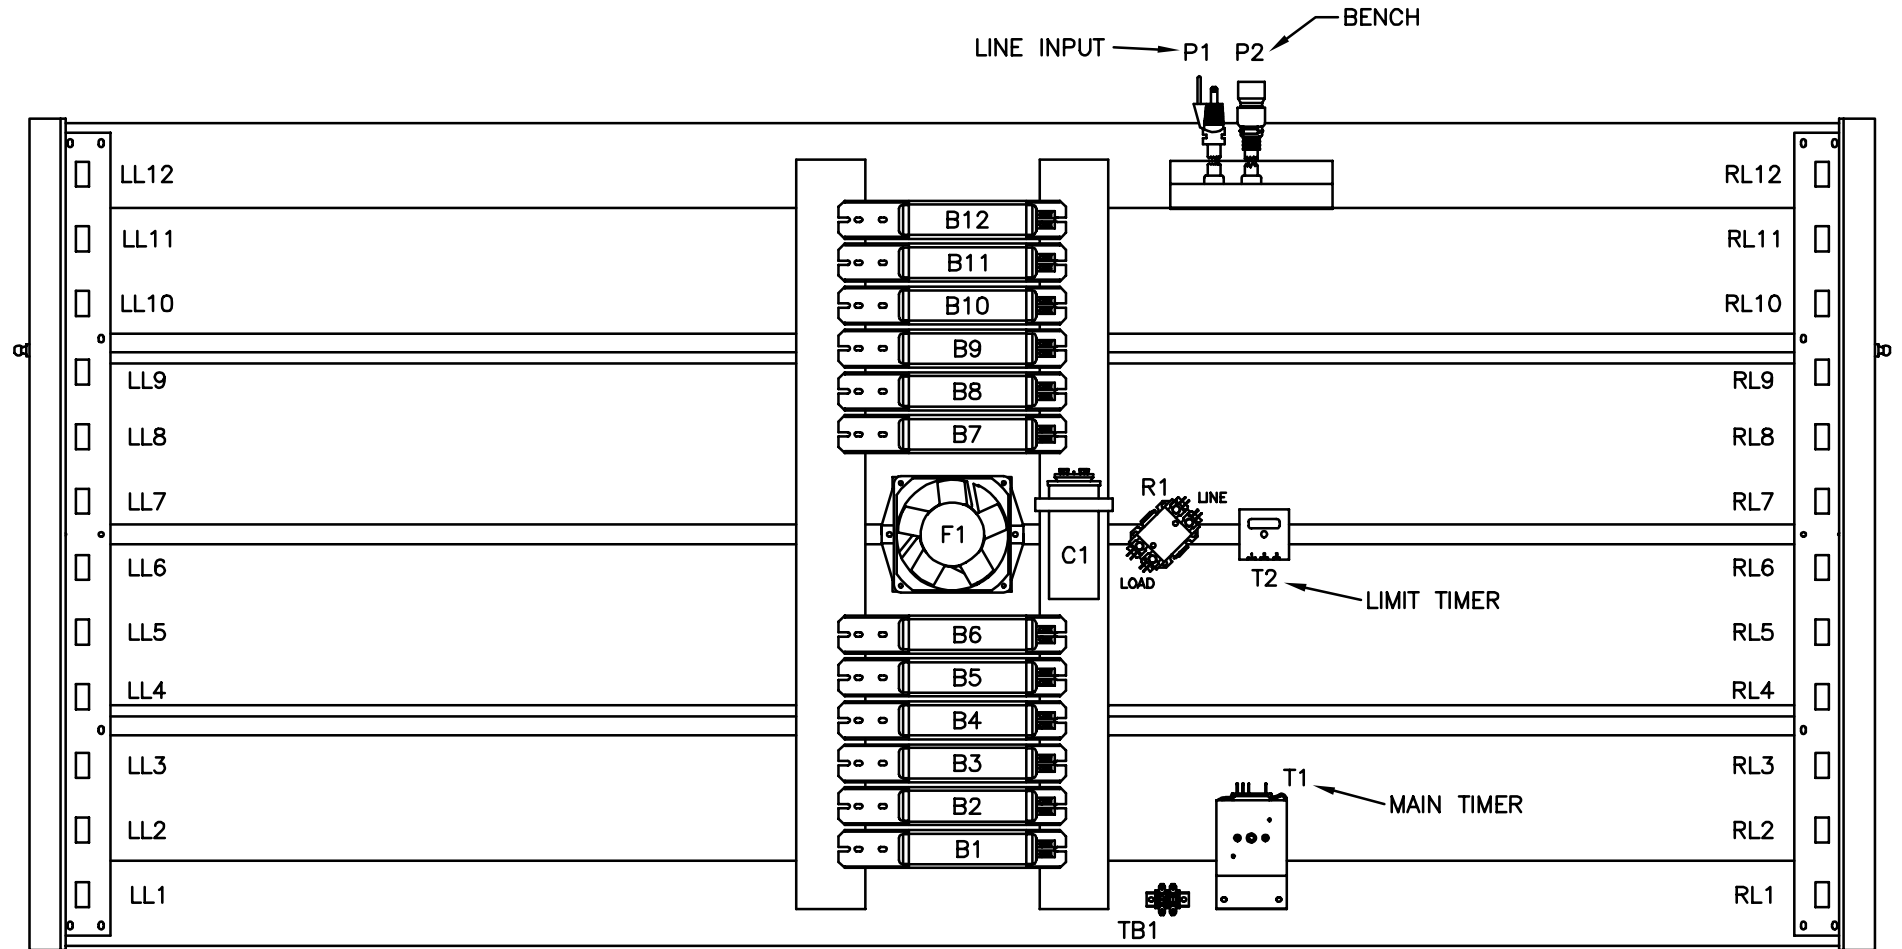 BENCH
LINE INPUT
P1
P2
LL12
RL12
B12
LL11
RL11
B11
LL10
B10
RL10
B9
LL9
RL9
B8
LL8
B7
RL8
R1
LINE
LL7
RL7
F1
C1
LL6
RL6
LOAD
T2
LIMIT TIMER
LL5
B6
RL5
B5
LL4
RL4
B4
LL3
B3
RL3
T1
MAIN TIMER
B2
LL2
RL2
B1
LL1
RL1
TB1